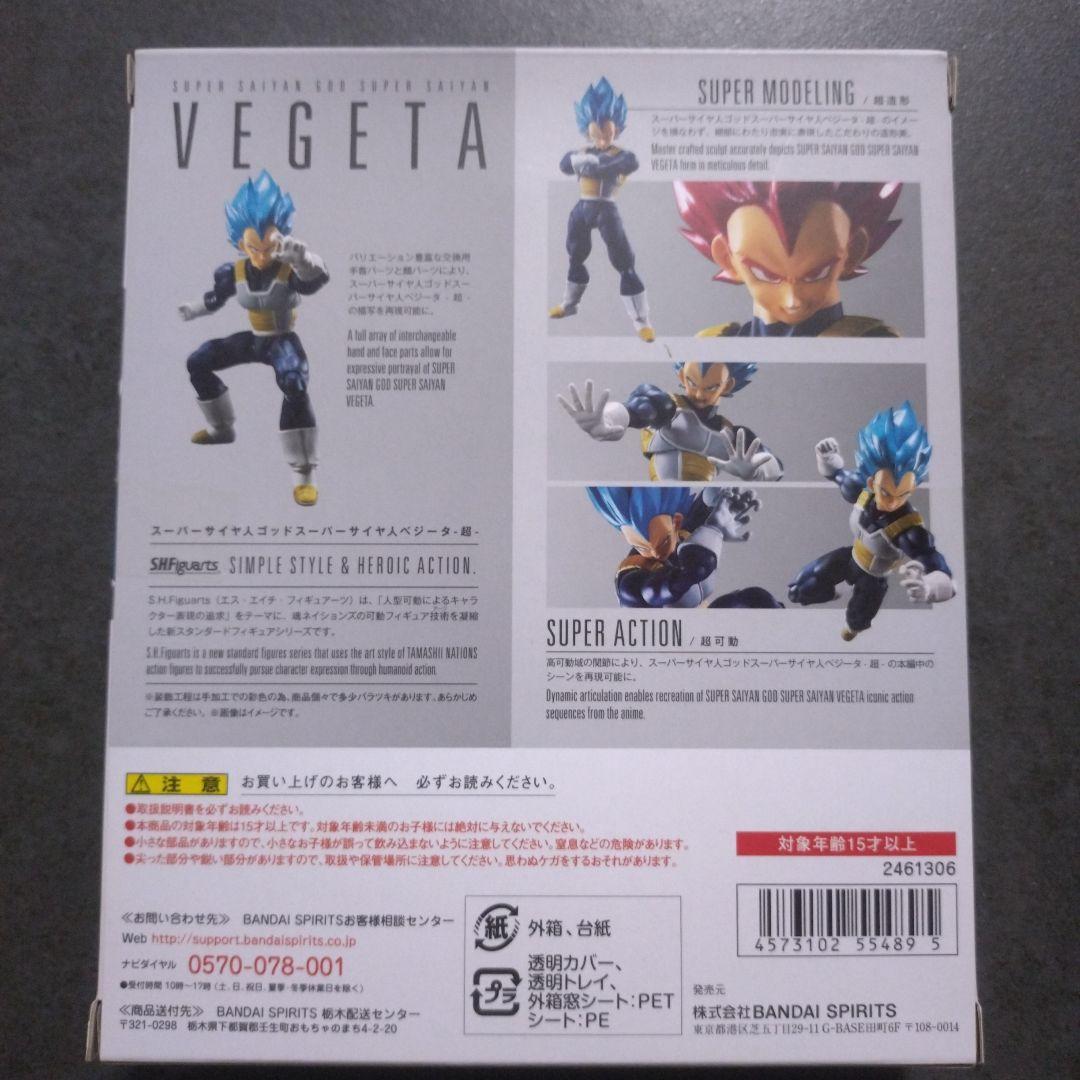 SUPER SAIYAN GOD SUPER SAIYAN
VEGETA
バリエーション豊富な交換用
手首パーツと顔パーツにより、
スーパーサイヤ人ゴッドスー
パーサイヤ人ベジータ - 超 -
の描写を再現可能に。
A full array of interchangeable
hand and face parts allow for
expressive portrayal of SUPER
SAIYAN GOD SUPER SAIYAN
VEGETA.
スーパーサイヤ人ゴッドスーパーサイヤ人ベジータ-超-
S.H.Figuarts SIMPLE STYLE & HEROIC ACTION.
S.H.Figuarts（エス・エイチ・フィギュアーツ）は、「人型可動によるキャラ
クター表現の追求」をテーマに、魂ネイションズの可動フィギュア技術を凝縮
した新スタンダードフィギュアシリーズです。
S.H.Figuarts is a new standard figures series that uses the art style of TAMASHII NATIONS
action figures to successfully pursue character expression through humanoid action.
※装飾工程は手加工での彩色の為、商品個々で多少バラツキがあります。あらかじめ
ご了承ください。※画像はイメージです。
SUPER MODELING / 超造形
スーパーサイヤ人ゴッドスーパーサイヤ人ベジータ - 超 - のイメー
ジを損なわず、細部にわたり忠実に表現したこだわりの造形美。
Master crafted sculpt accurately depicts SUPER SAIYAN GOD SUPER SAIYAN
VEGETA form in meticulous detail.
SUPER ACTION / 超可動
高可動域の関節により、スーパーサイヤ人ゴッドスーパーサイヤ人ベジータ - 超 - の本編中の
シーンを再現可能に。
Dynamic articulation enables recreation of SUPER SAIYAN GOD SUPER SAIYAN VEGETA iconic action
sequences from the anime.
注意 お買い上げのお客様へ 必ずお読みください。
●取扱説明書を必ずお読みください。
●本商品の対象年齢は15才以上です。対象年齢未満のお子様には絶対に与えないでください。
●小さな部品がありますので、小さなお子様が誤って飲み込まないように注意してください。窒息などの危険があります。
●尖った部分や鋭い部分がありますので、取扱や保管場所に注意してください。思わぬケガをするおそれがあります。
対象年齢15才以上
2461306
4573102 55489 5
≪お問い合わせ先≫ BANDAI SPIRITSお客様相談センター
Web http://support.bandaispirits.co.jp
ナビダイヤル 0570-078-001
●受付時間 10時～17時（土、日、祝日、夏季・冬季休業日を除く）
≪商品送付先≫ BANDAI SPIRITS 栃木配送センター
〒321-0298 栃木県下都賀郡壬生町おもちゃのまち4-2-20
紙 外箱、台紙
プラ 透明カバー、
透明トレイ、
外箱窓シート：PET
シート：PE
発売元
株式会社BANDAI SPIRITS
東京都港区芝五丁目29-11 G-BASE田町6F 〒108-0014